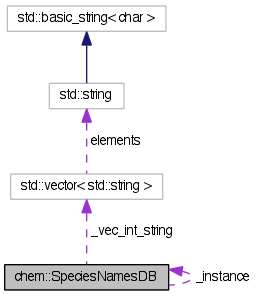 std::basic_string< char >
std::string
elements
std::vector< std::string >
_vec_int_string
chem::SpeciesNamesDB
_instance